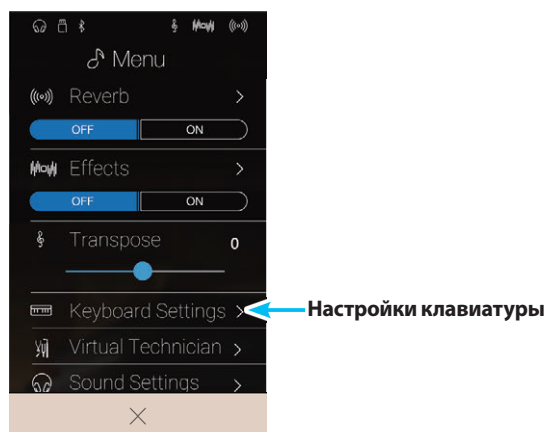 Menu
Reverb
OFF ON
Effects
OFF ON
Transpose 0
Keyboard Settings
Настройки клавиатуры
Virtual Technician
Sound Settings